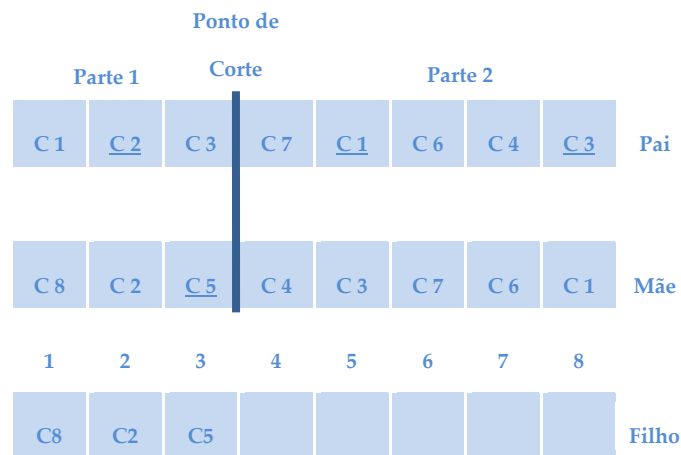 Ponto de
Corte
Parte 1 Parte 2
C 1 C 2 C 3 C 7 C 1 C 6 C 4 C 3 Pai
C 8 C 2 C 5 C 4 C 3 C 7 C 6 C 1 Mãe
1 2 3 4 5 6 7 8
C8 C2 C5 Filho